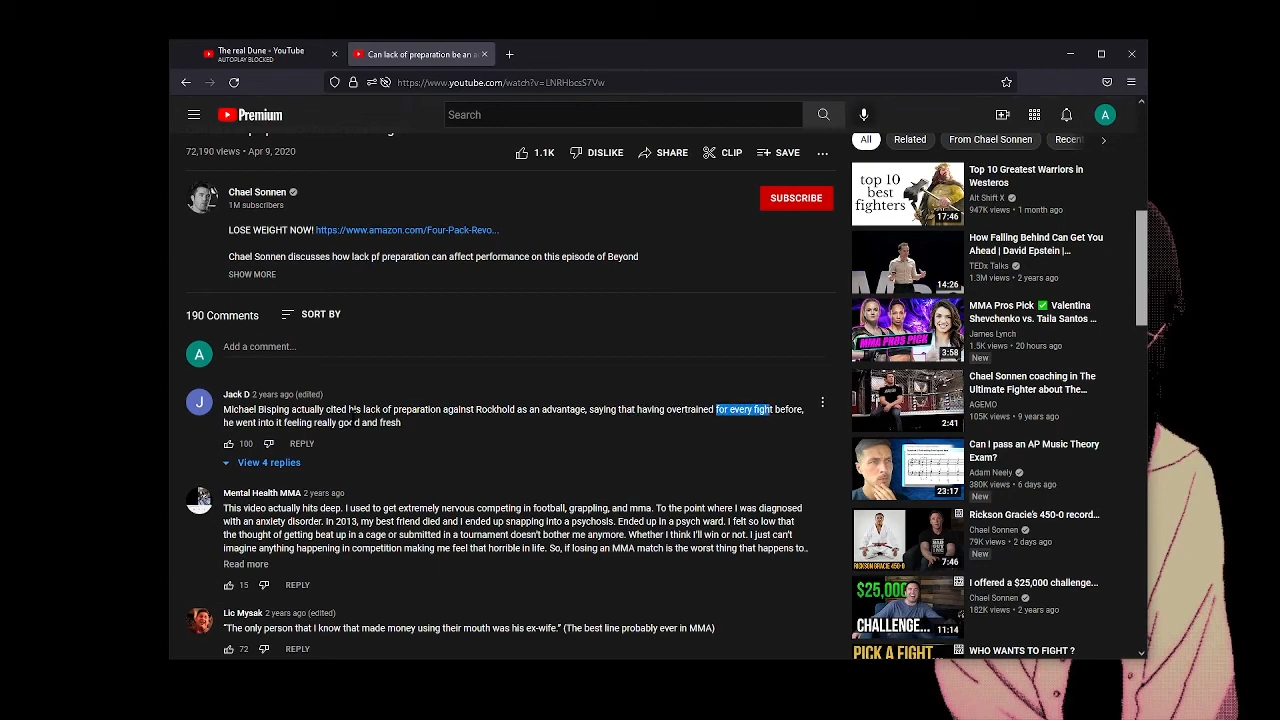 The real Dune - YouTube
AUTOPLAY BLOCKED
Can lack of preparation be an a
https://www.youtube.com/watch?v=LNRHbcsS7Vw
Premium
Search
A
72,190 views • Apr 9, 2020
1.1K
DISLIKE
SHARE
CLIP
SAVE
Chael Sonnen
1M subscribers
SUBSCRIBE
LOSE WEIGHT NOW! https://www.amazon.com/Four-Pack-Revo...
Chael Sonnen discusses how lack pf preparation can affect performance on this episode of Beyond
SHOW MORE
190 Comments
SORT BY
A
Add a comment...
J
Jack D 2 years ago (edited)
Michael Bisping actually cited his lack of preparation against Rockhold as an advantage, saying that having overtrained for every fight before,
he went into it feeling really good and fresh
100
REPLY
View 4 replies
Mental Health MMA 2 years ago
This topic actually hits deep. I used to get extremely nervous competing in football, grappling, and mma. To the point where I was diagnosed
with an anxiety disorder. In 2013, my best friend died and I ended up snapping into a psychosis. Ended up in a psych ward. I felt so low that
the thought of getting beat up in a cage or submitted in a tournament doesn't bother me anymore. Whether I think I'll win or not. I just can't
imagine anything happening in competition making me feel that horrible in life. So, if losing an MMA match is the worst thing that happens to..
Read more
15
REPLY
Lic Mysak 2 years ago (edited)
“The only person that I know that made money using their mouth was his ex-wife.” (The best line probably ever in MMA)
72
REPLY
All
Related
From Chael Sonnen
Recent
top 10
best
fighters
17:46
Top 10 Greatest Warriors in
Westeros
Alt Shift X
947K views • 1 month ago
14:26
How Falling Behind Can Get You
Ahead | David Epstein |...
TEDx Talks
1.3M views • 2 years ago
MMA PROS PICK
3:58
MMA Pros Pick ✅ Valentina
Shevchenko vs. Taila Santos ...
James Lynch
1.5K views • 20 hours ago
New
2:41
Chael Sonnen coaching in The
Ultimate Fighter about The...
AGEMO
105K views • 9 years ago
23:17
Can I pass an AP Music Theory
Exam?
Adam Neely
380K views • 6 days ago
New
RICKSON GRACIE 450-0
7:46
Rickson Gracie's 450-0 record...
Chael Sonnen
79K views • 2 days ago
New
$25,000
CHALLENGE...
11:14
I offered a $25,000 challenge...
Chael Sonnen
182K views • 2 years ago
PICK A FIGHT
WHO WANTS TO FIGHT ?